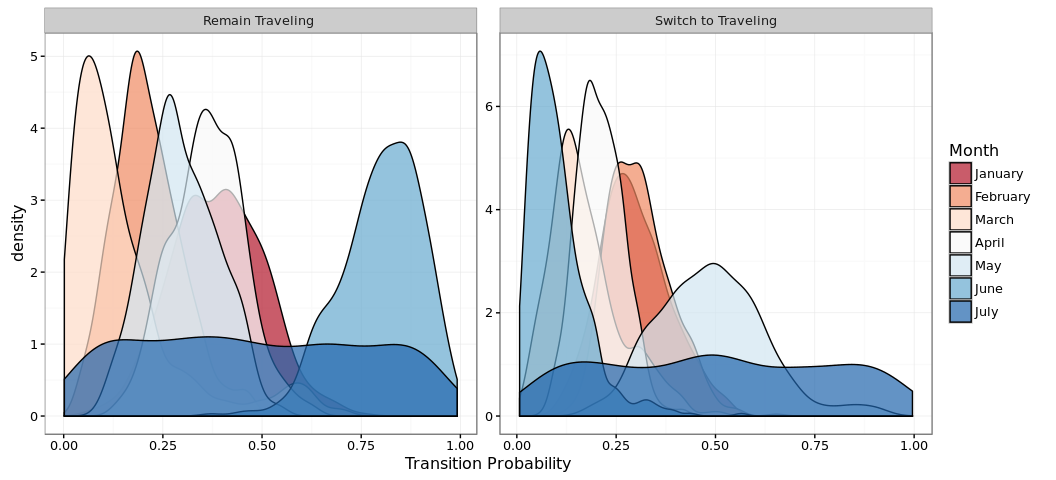 Remain Traveling
Switch to Traveling
density
5
4
3
2
1
0
6
4
2
0
0.00 0.25 0.50 0.75 1.00
0.00 0.25 0.50 0.75 1.00
Transition Probability
Month
January
February
March
April
May
June
July